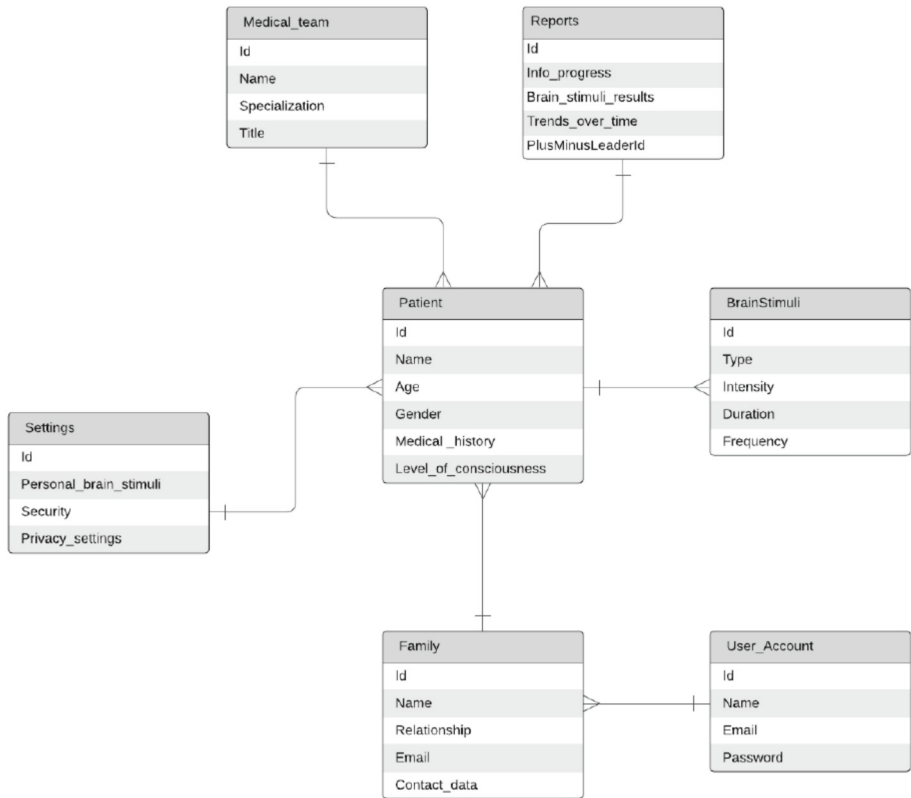 Medical_team
Id
Name
Specialization
Title
Reports
Id
Info_progress
Brain_stimuli_results
Trends_over_time
PlusMinusLeaderId
Patient
Id
Name
Age
Gender
Medical _history
Level_of_consciousness
BrainStimuli
Id
Type
Intensity
Duration
Frequency
Settings
Id
Personal_brain_stimuli
Security
Privacy_settings
Family
Id
Name
Relationship
Email
Contact_data
User_Account
Id
Name
Email
Password